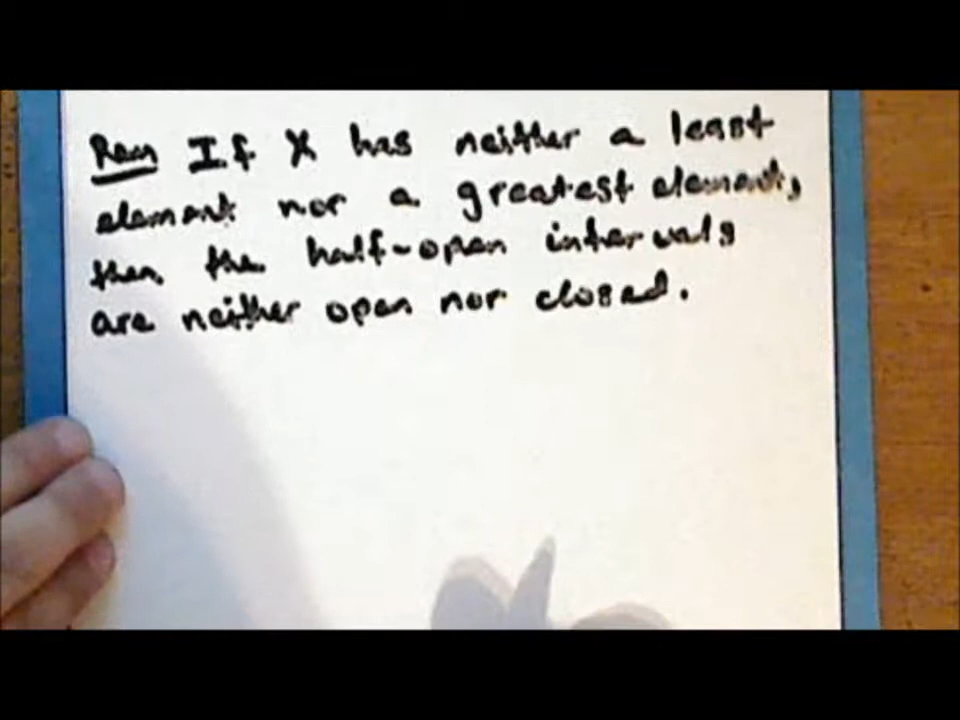 Rem If X has neither a least
element nor a greatest element,
then the half-open intervals
are neither open nor closed.